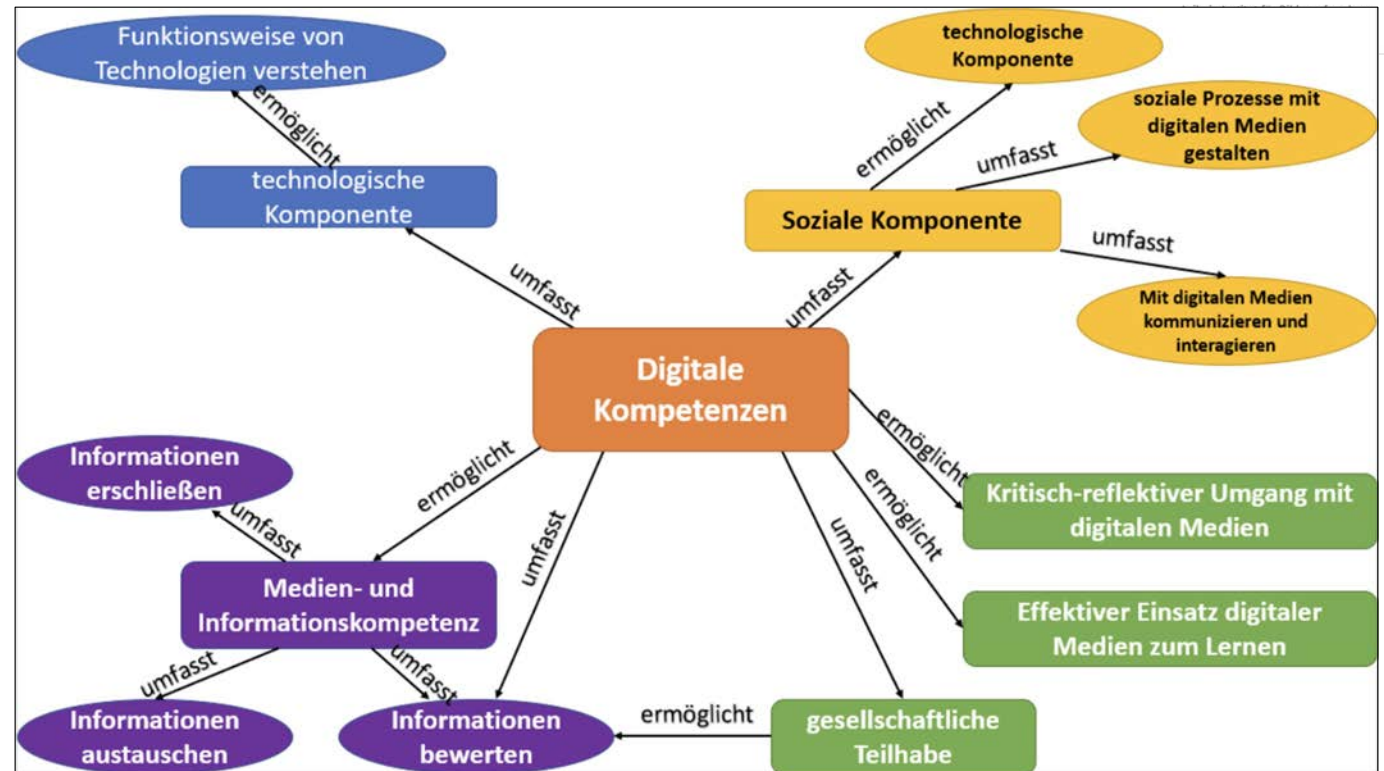 Funktionsweise von
Technologien verstehen
ermöglicht
technologische
Komponente
umfasst
technologische
Komponente
ermöglicht
soziale Prozesse mit
digitalen Medien
gestalten
umfasst
Soziale Komponente
umfasst
Mit digitalen Medien
kommunizieren und
interagieren
umfasst
Digitale
Kompetenzen
ermöglicht
Kritisch-reflektiver Umgang mit
digitalen Medien
ermöglicht
Effektiver Einsatz digitaler
Medien zum Lernen
umfasst
gesellschaftliche
Teilhabe
ermöglicht
umfasst
ermöglicht
Informationen
erschließen
umfasst
Medien- und
Informationskompetenz
umfasst
Informationen
austauschen
umfasst
Informationen
bewerten